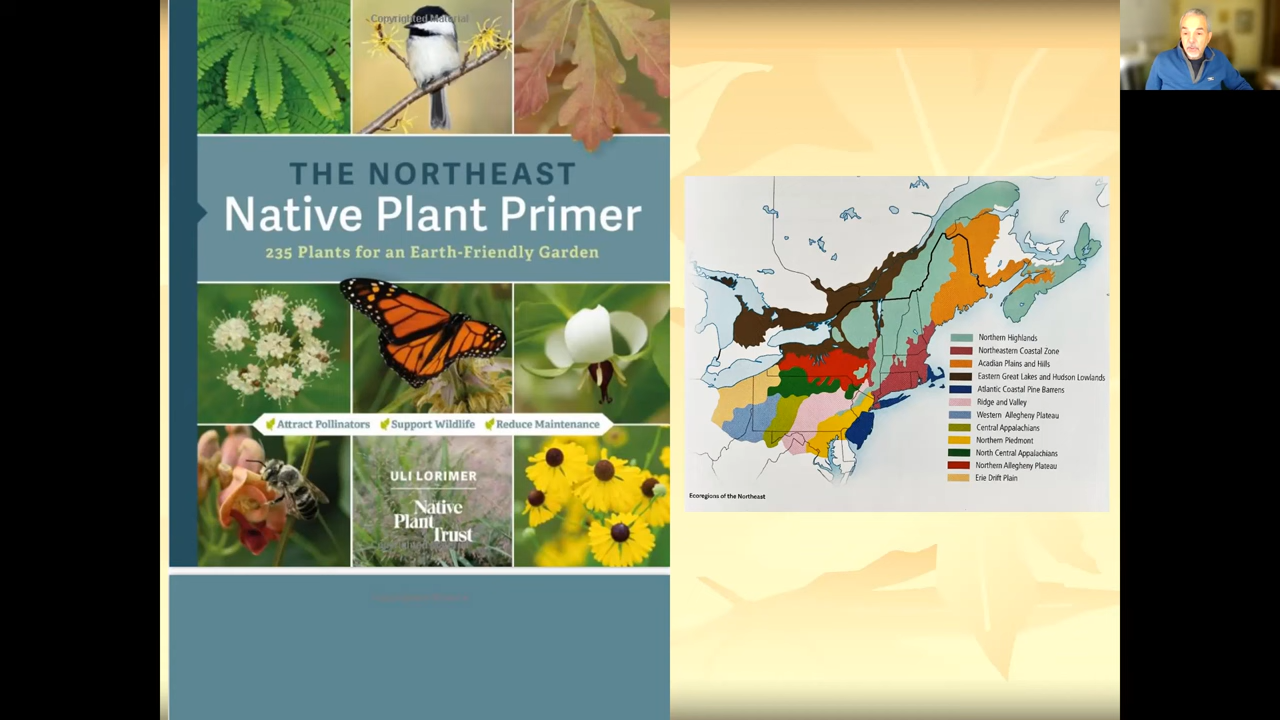 Copyrighted Material
THE NORTHEAST
Native Plant Primer
235 Plants for an Earth-Friendly Garden
Attract Pollinators Support Wildlife Reduce Maintenance
ULI LORIMER
Native
Plant
Trust
Northern Highlands
Northeastern Coastal Zone
Acadian Plains and Hills
Eastern Great Lakes and Hudson Lowlands
Atlantic Coastal Pine Barrens
Ridge and Valley
Western Allegheny Plateau
Central Appalachians
Northern Piedmont
North Central Appalachians
Northern Allegheny Plateau
Erie Drift Plain
Ecoregions of the Northeast